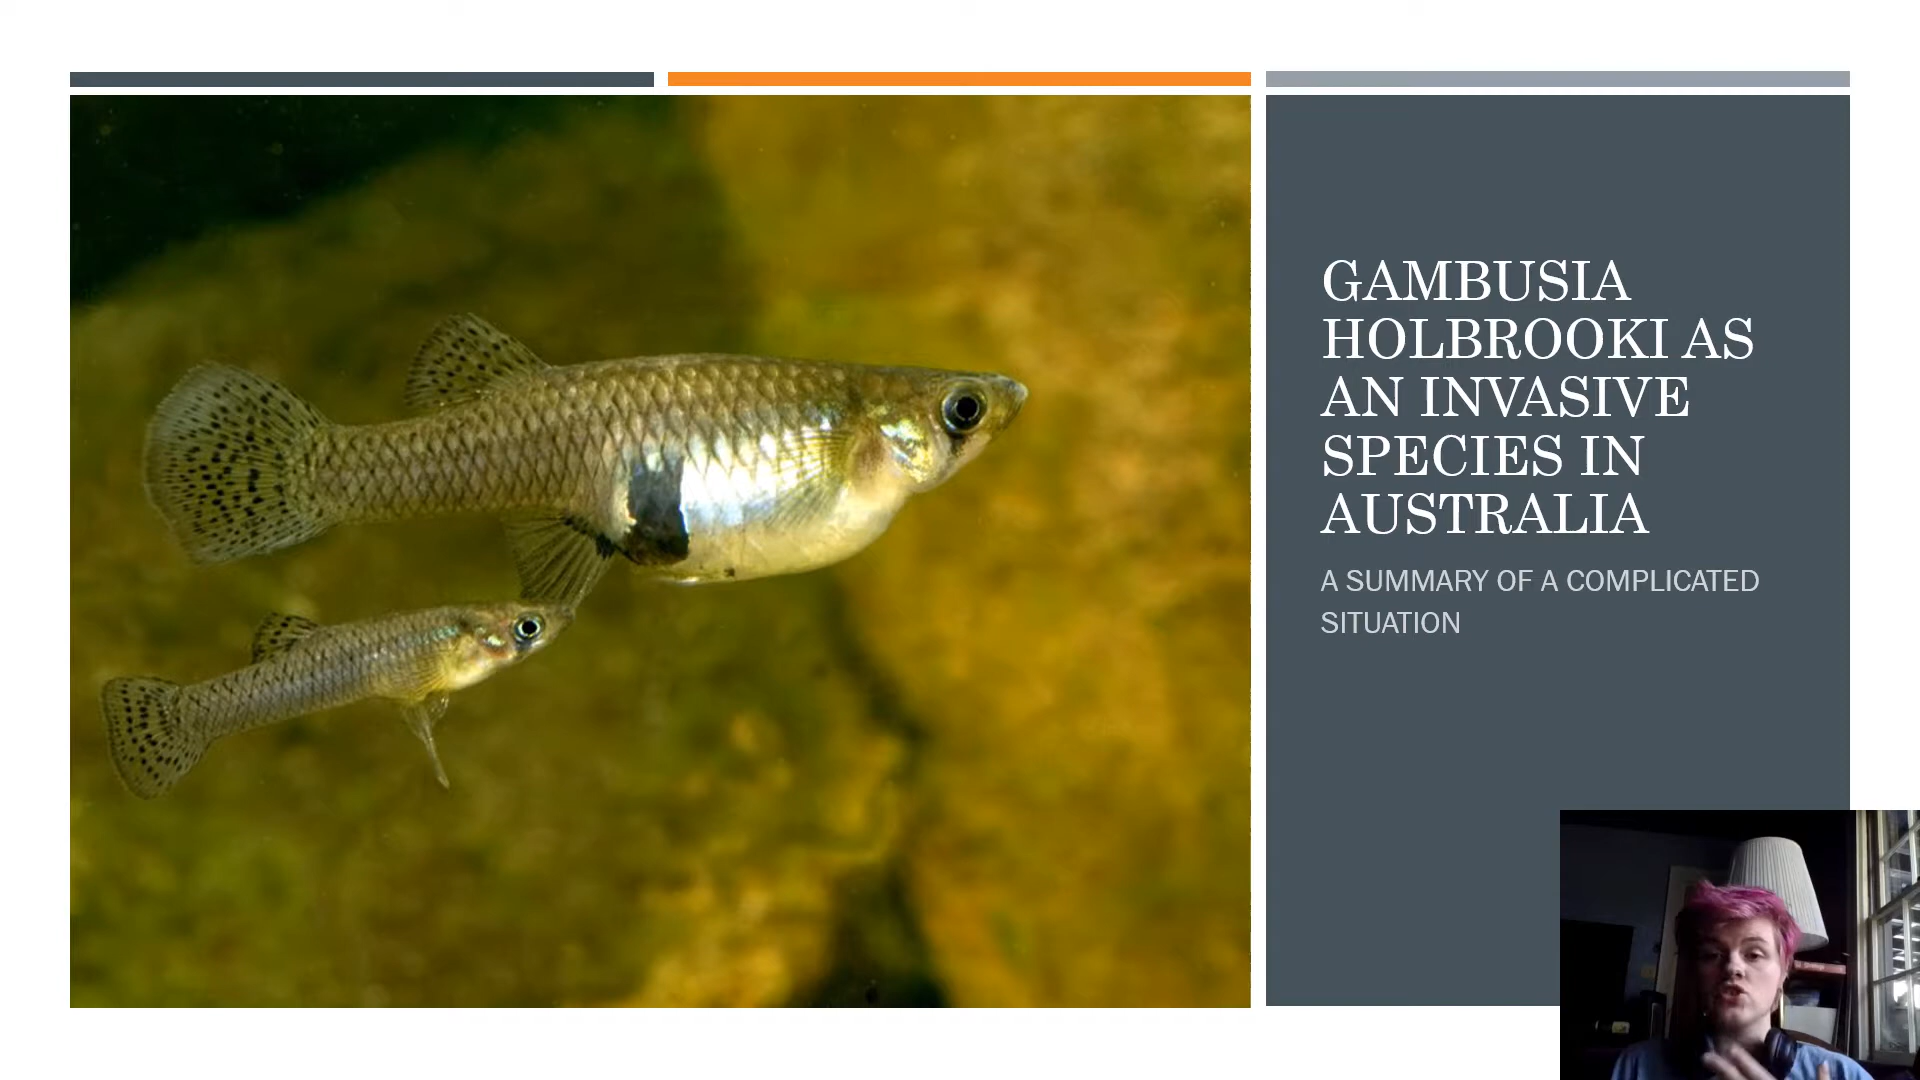 GAMBUSIA
HOLBROOKI AS
AN INVASIVE
SPECIES IN
AUSTRALIA
A SUMMARY OF A COMPLICATED
SITUATION